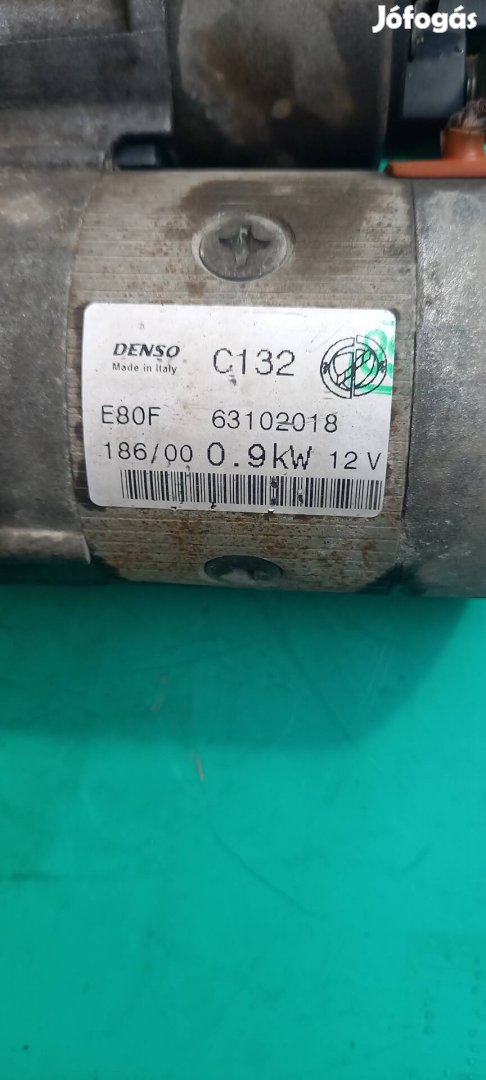 Jófogás
DENSO C132
Made in Italy
E80F 63102018
186/00 0.9kW 12 V